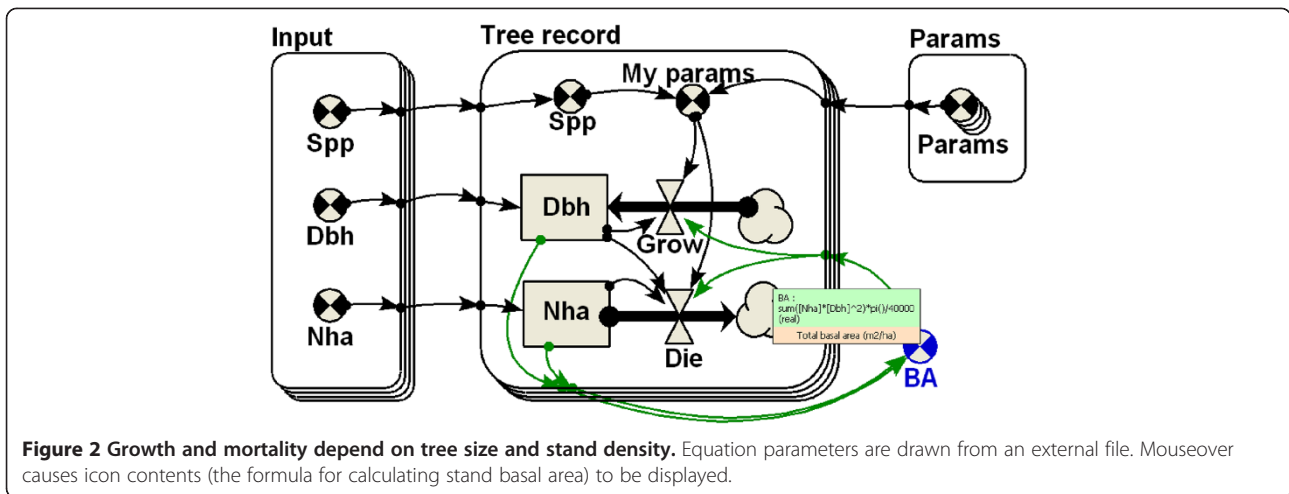 Input
Tree record
Params
My params
Spp
Spp
Params
Dbh
Dbh
Grow
Nha
Nha
Die
BA :
sum([Nha]*[Dbh]^2)*pi()/40000
(real)
Total basal area (m2/ha)
BA
Figure 2 Growth and mortality depend on tree size and stand density. Equation parameters are drawn from an external file. Mouseover
causes icon contents (the formula for calculating stand basal area) to be displayed.